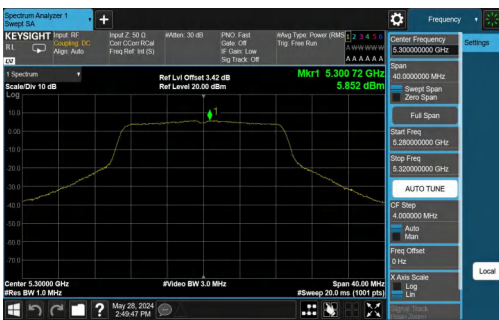 Spectrum Analyzer 1
Swept SA
Frequency
KEYSIGHT
RL
Input: RF
Coupling: DC
Align: Auto
Input Z: 50 Ω
Corr CCorr RCal
Freq Ref: Int (S)
#Atten: 30 dB
PNO: Fast
Gate: Off
IF Gain: Low
Sig Track: Off
#Avg Type: Power (RMS
Trig: Free Run
1 2 3 4 5 6
A W W W W W
A A A A A A
LW
1 Spectrum
Scale/Div 10 dB
Log
Ref Lvl Offset 3.42 dB
Ref Level 20.00 dBm
Mkr1 5.300 72 GHz
5.852 dBm
1
10.0
0.00
-10.0
-20.0
-30.0
-40.0
-50.0
-60.0
-70.0
Center 5.30000 GHz
#Res BW 1.0 MHz
#Video BW 3.0 MHz
Span 40.00 MHz
#Sweep 20.0 ms (1001 pts)
May 28, 2024
2:49:47 PM
?
Center Frequency
5.300000000 GHz
Settings
Span
40.0000000 MHz
Swept Span
Zero Span
Full Span
Start Freq
5.280000000 GHz
Stop Freq
5.320000000 GHz
AUTO TUNE
CF Step
4.000000 MHz
Auto
Man
Freq Offset
0 Hz
X Axis Scale
Log
Lin
Local
Signal Track